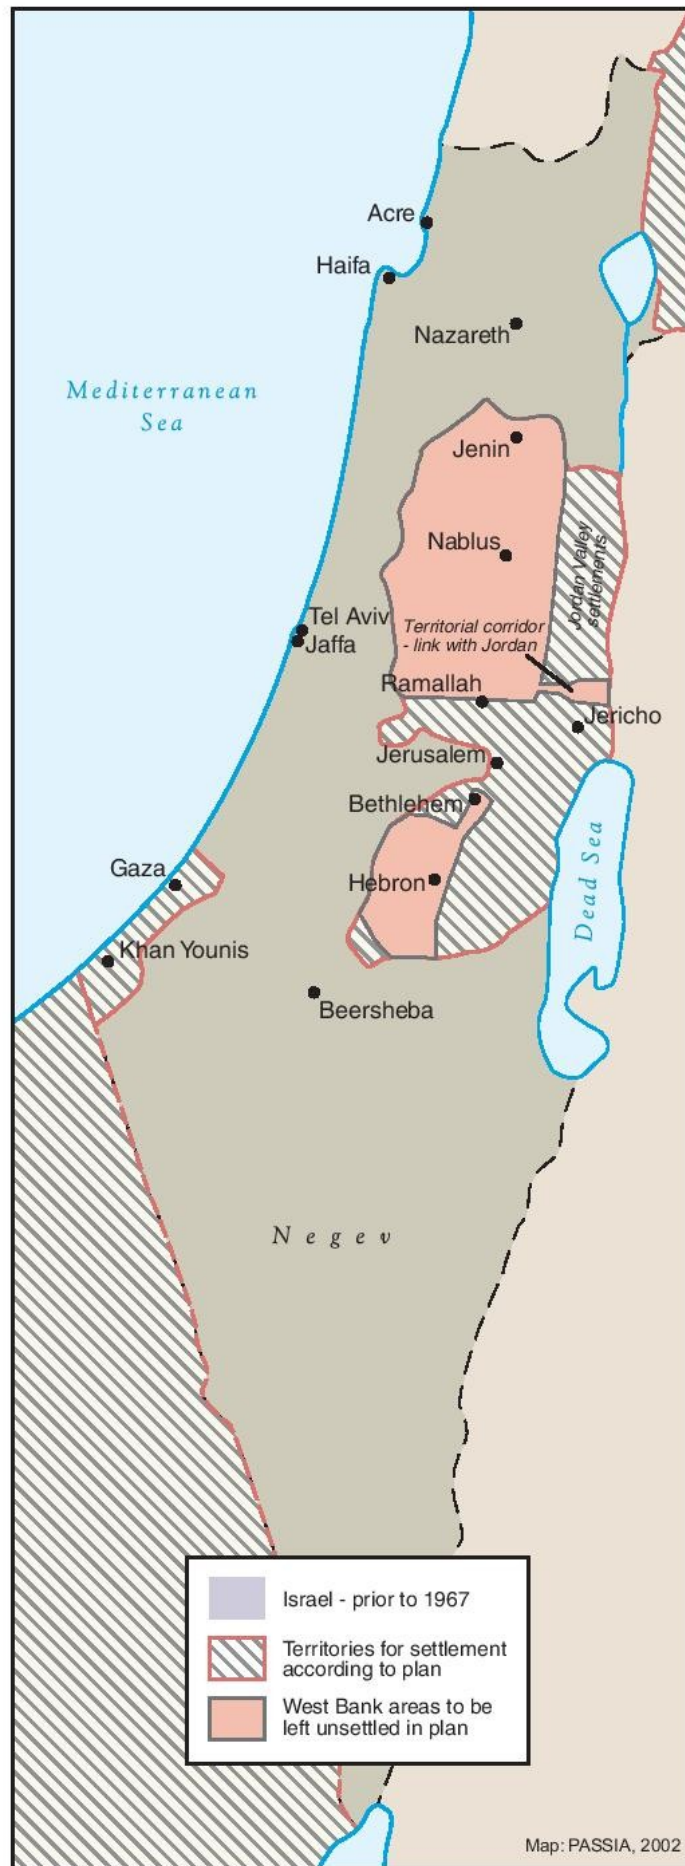 Acre
Haifa
Nazareth
Mediterranean
Sea
Jenin
Nablus
Jordan Valley
settlements
Tel Aviv
Jaffa
Territorial corridor
- link with Jordan
Ramallah
Jericho
Jerusalem
Bethlehem
Gaza
Hebron
Dead Sea
Khan Younis
Beersheba
Negev
Israel - prior to 1967
Territories for settlement
according to plan
West Bank areas to be
left unsettled in plan
Map: PASSIA, 2002